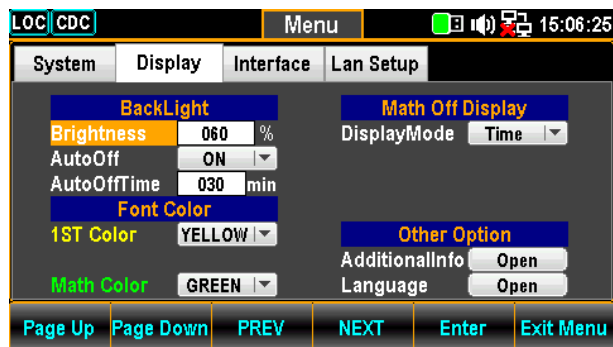 LOC CDC Menu 15:06:25
System Display Interface Lan Setup
BackLight
Brightness 060 %
AutoOff ON
AutoOffTime 030 min
Font Color
1ST Color YELLOW
Math Color GREEN
Math Off Display
DisplayMode Time
Other Option
AdditionalInfo Open
Language Open
Page Up Page Down PREV NEXT Enter Exit Menu